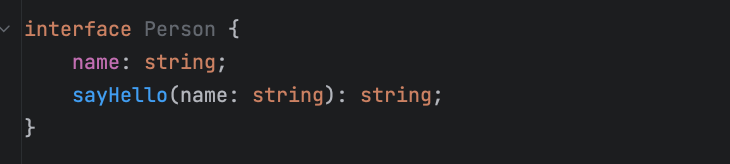 interface Person {
    name: string;
    sayHello(name: string): string;
}